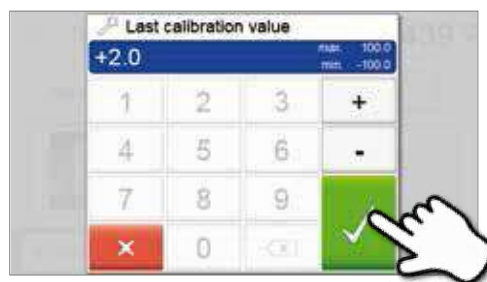 Last calibration value
+2.0
max. 100.0
min. -100.0
1 2 3 +
4 5 6 -
7 8 9
0